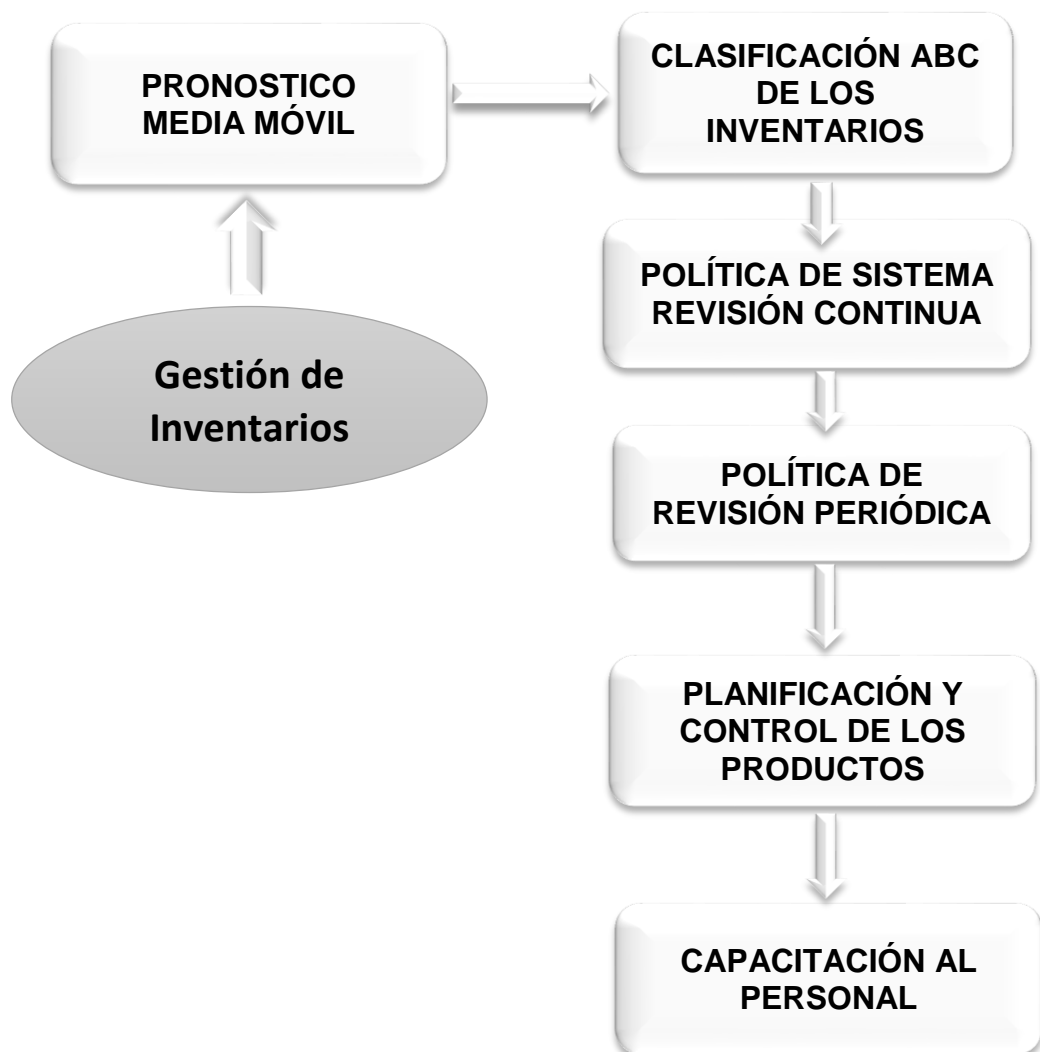 PRONOSTICO
MEDIA MÓVIL
CLASIFICACIÓN ABC
DE LOS
INVENTARIOS
POLÍTICA DE SISTEMA
REVISIÓN CONTINUA
Gestión de
Inventarios
POLÍTICA DE
REVISIÓN PERIÓDICA
PLANIFICACIÓN Y
CONTROL DE LOS
PRODUCTOS
CAPACITACIÓN AL
PERSONAL